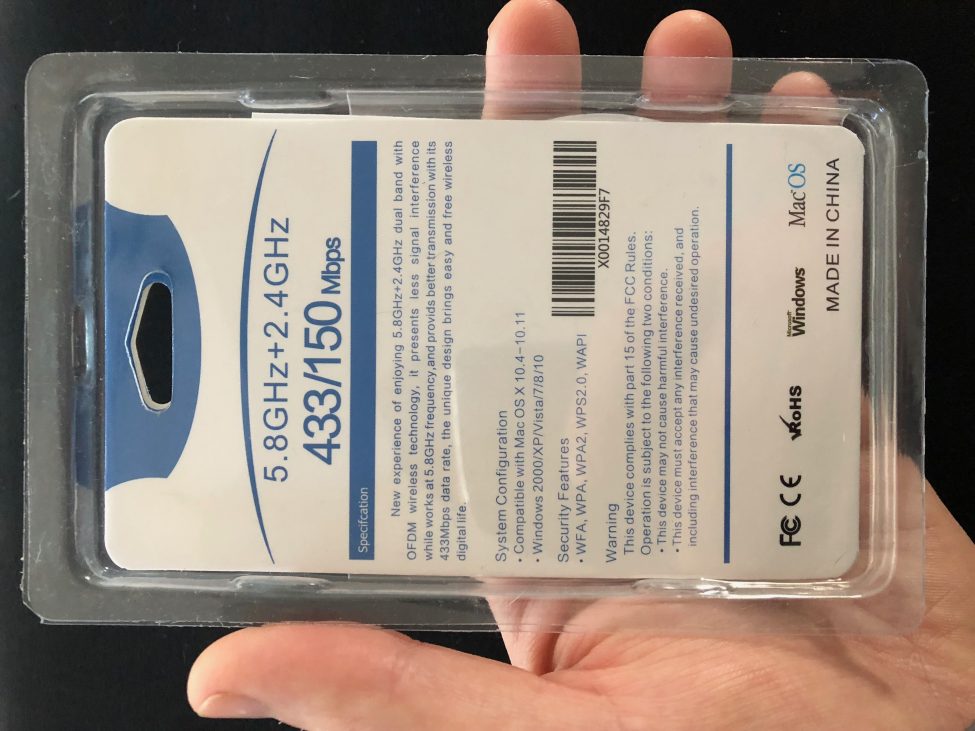 5.8GHz+2.4GHz
433/150 Mbps
Specifcation
New experience of enjoying 5.8GHz+2.4GHz dual band with
OFDM wireless technology, it presents less signal interference
while works at 5.8GHz frequency,and provids better transmission with its
433Mbps data rate, the unique design brings easy and free wireless
digital life.
System Configuration
• Compatible with Mac OS X 10.4-10.11
• Windows 2000/XP/Vista/7/8/10
Security Features
• WFA, WPA, WPA2, WPS2.0, WAPI
X0014829F7
Warning
This device complies with part 15 of the FCC Rules.
Operation is subject to the following two conditions:
• This device may not cause harmful interference.
• This device must accept any interference received, and
including interference that may cause undesired operation.
FC CE RoHS Microsoft Windows Mac OS
MADE IN CHINA